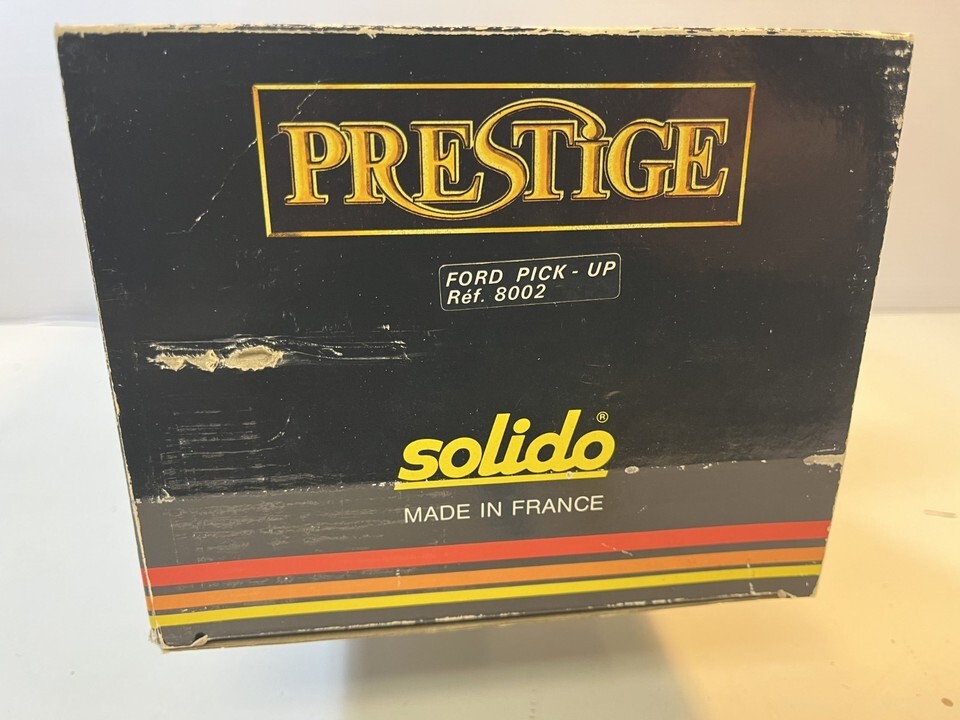 PRESTiGE
FORD PICK - UP
Réf. 8002
solido®
MADE IN FRANCE